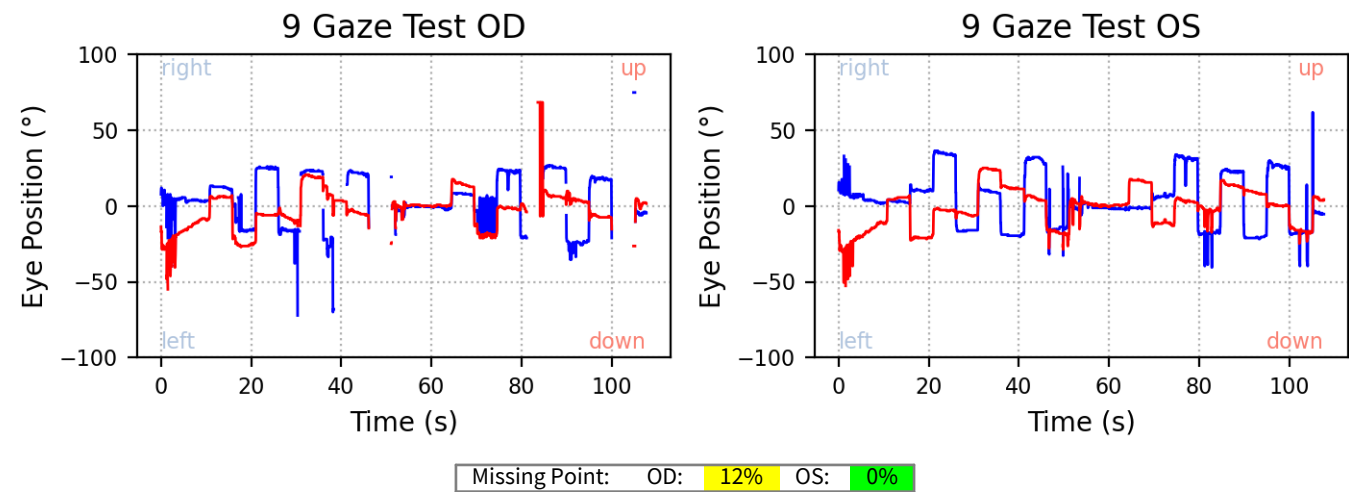 9 Gaze Test OD
100
50
0
−50
−100
Eye Position (°)
right
up
left
down
0 20 40 60 80 100
Time (s)
9 Gaze Test OS
100
50
0
−50
−100
Eye Position (°)
right
up
left
down
0 20 40 60 80 100
Time (s)
Missing Point: OD: 12% OS: 0%